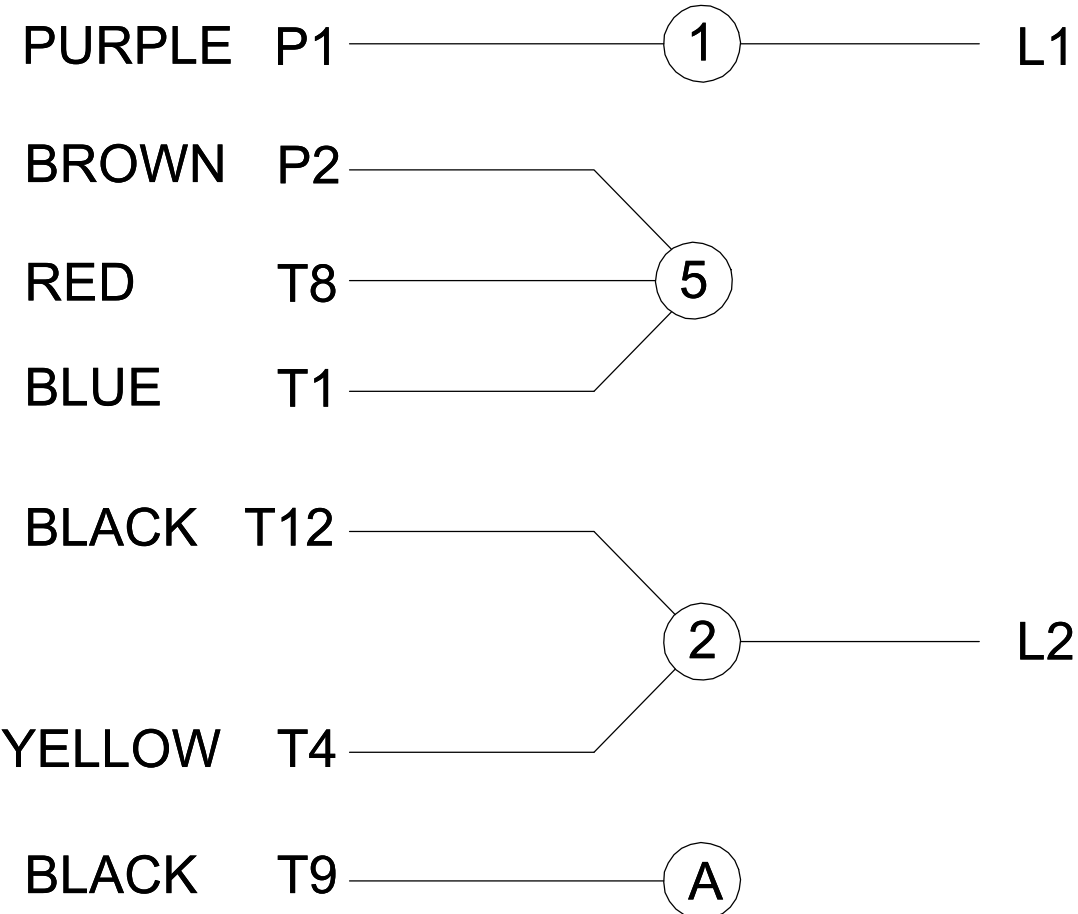 PURPLE P1 1 L1
BROWN P2
RED T8 5
BLUE T1
BLACK T12
2 L2
YELLOW T4
BLACK T9 A